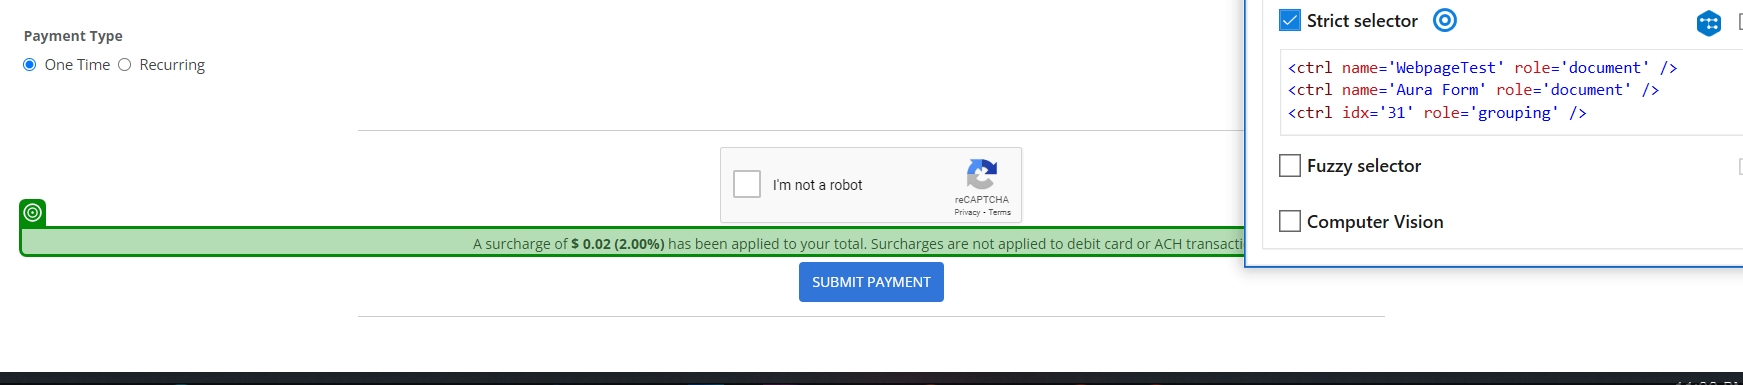 Payment Type
One Time Recurring
I'm not a robot
reCAPTCHA
Privacy - Terms
A surcharge of $ 0.02 (2.00%) has been applied to your total. Surcharges are not applied to debit card or ACH
SUBMIT PAYMENT
Strict selector
<ctrl name='WebpageTest' role='document' />
<ctrl name='Aura Form' role='document' />
<ctrl idx='31' role='grouping' />
Fuzzy selector
Computer Vision